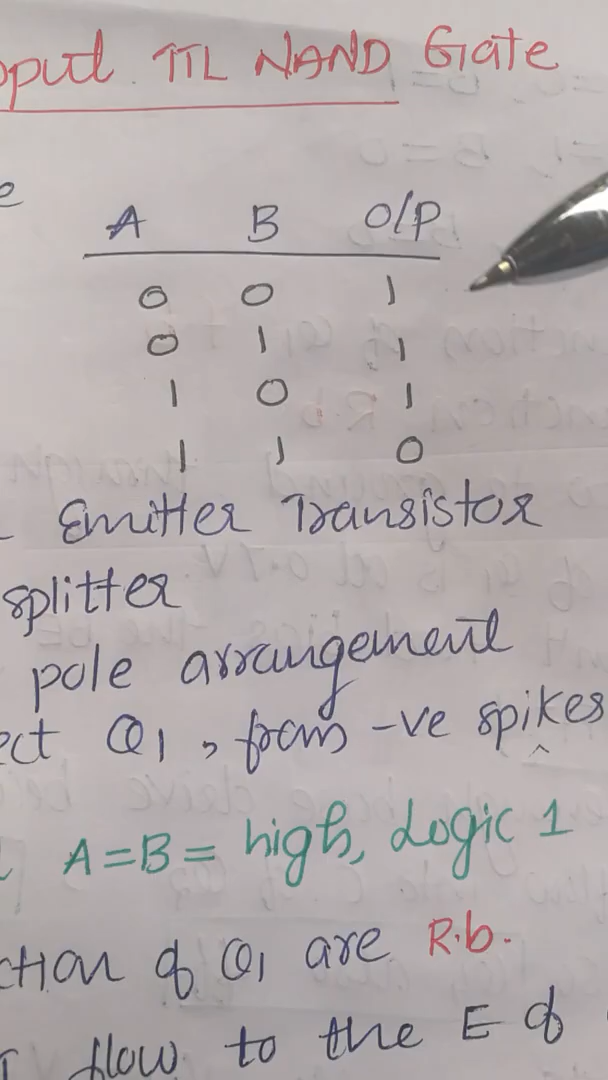 TTL NAND Gate
A B O/P
0 0 1
0 1 1
1 0 1
1 1 0
Emitter Transistor
splitter
pole arrangement
Q1, from -ve spikes
A=B= high, Logic 1
of Q1 are R.b.
flow to the E of